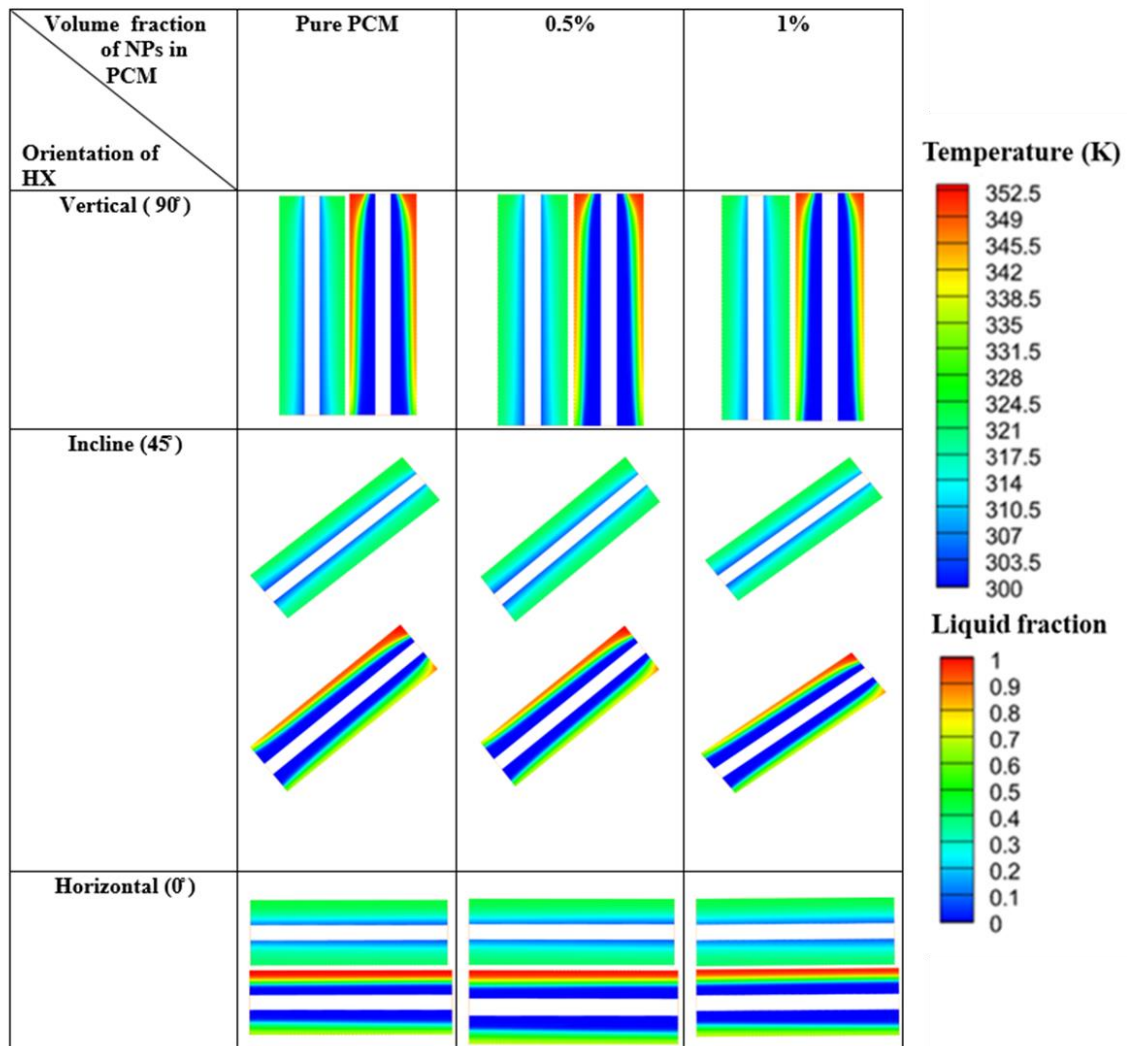 Volume fraction
of NPs in
PCM
Orientation of
HX
Pure PCM
0.5%
1%
Vertical ( 90°)
Incline (45°)
Horizontal (0°)
Temperature (K)
352.5
349
345.5
342
338.5
335
331.5
328
324.5
321
317.5
314
310.5
307
303.5
300
Liquid fraction
1
0.9
0.8
0.7
0.6
0.5
0.4
0.3
0.2
0.1
0